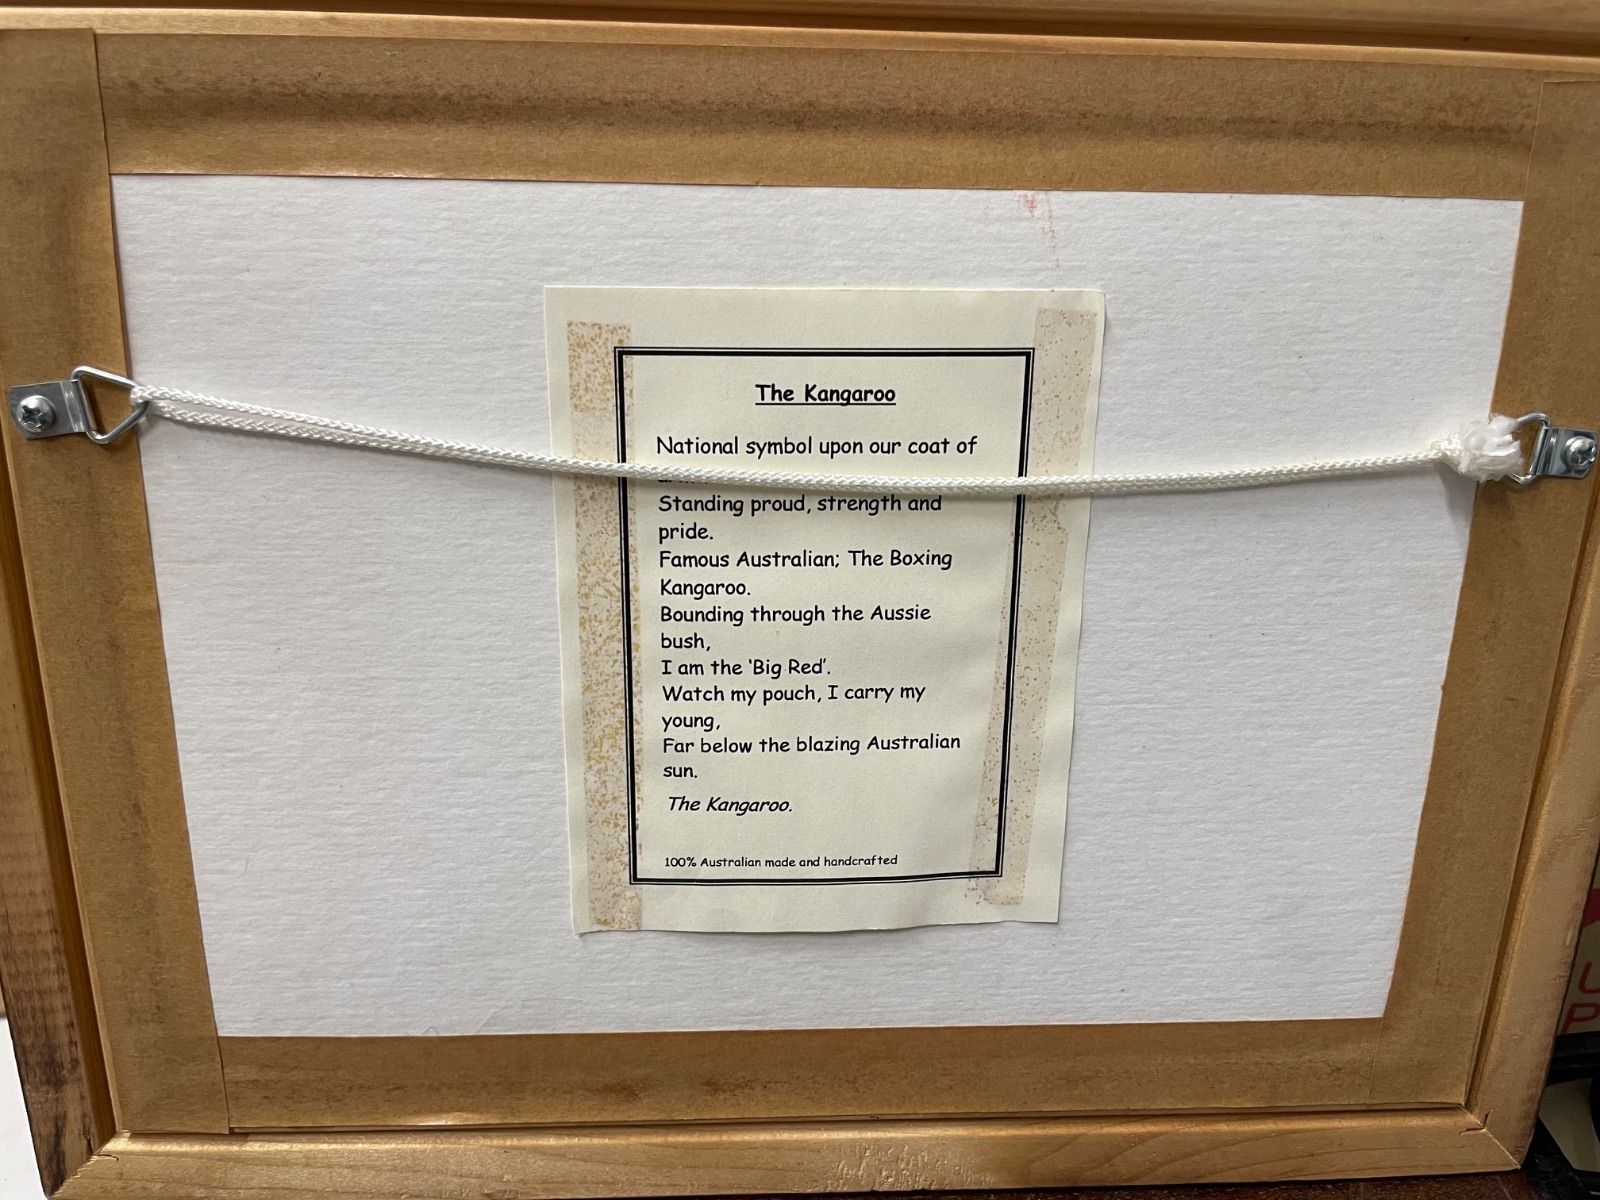 The Kangaroo
National symbol upon our coat of
Standing proud, strength and
pride.
Famous Australian; The Boxing
Kangaroo.
Bounding through the Aussie
bush,
I am the ‘Big Red’.
Watch my pouch, I carry my
young,
Far below the blazing Australian
sun.
The Kangaroo.
100% Australian made and handcrafted